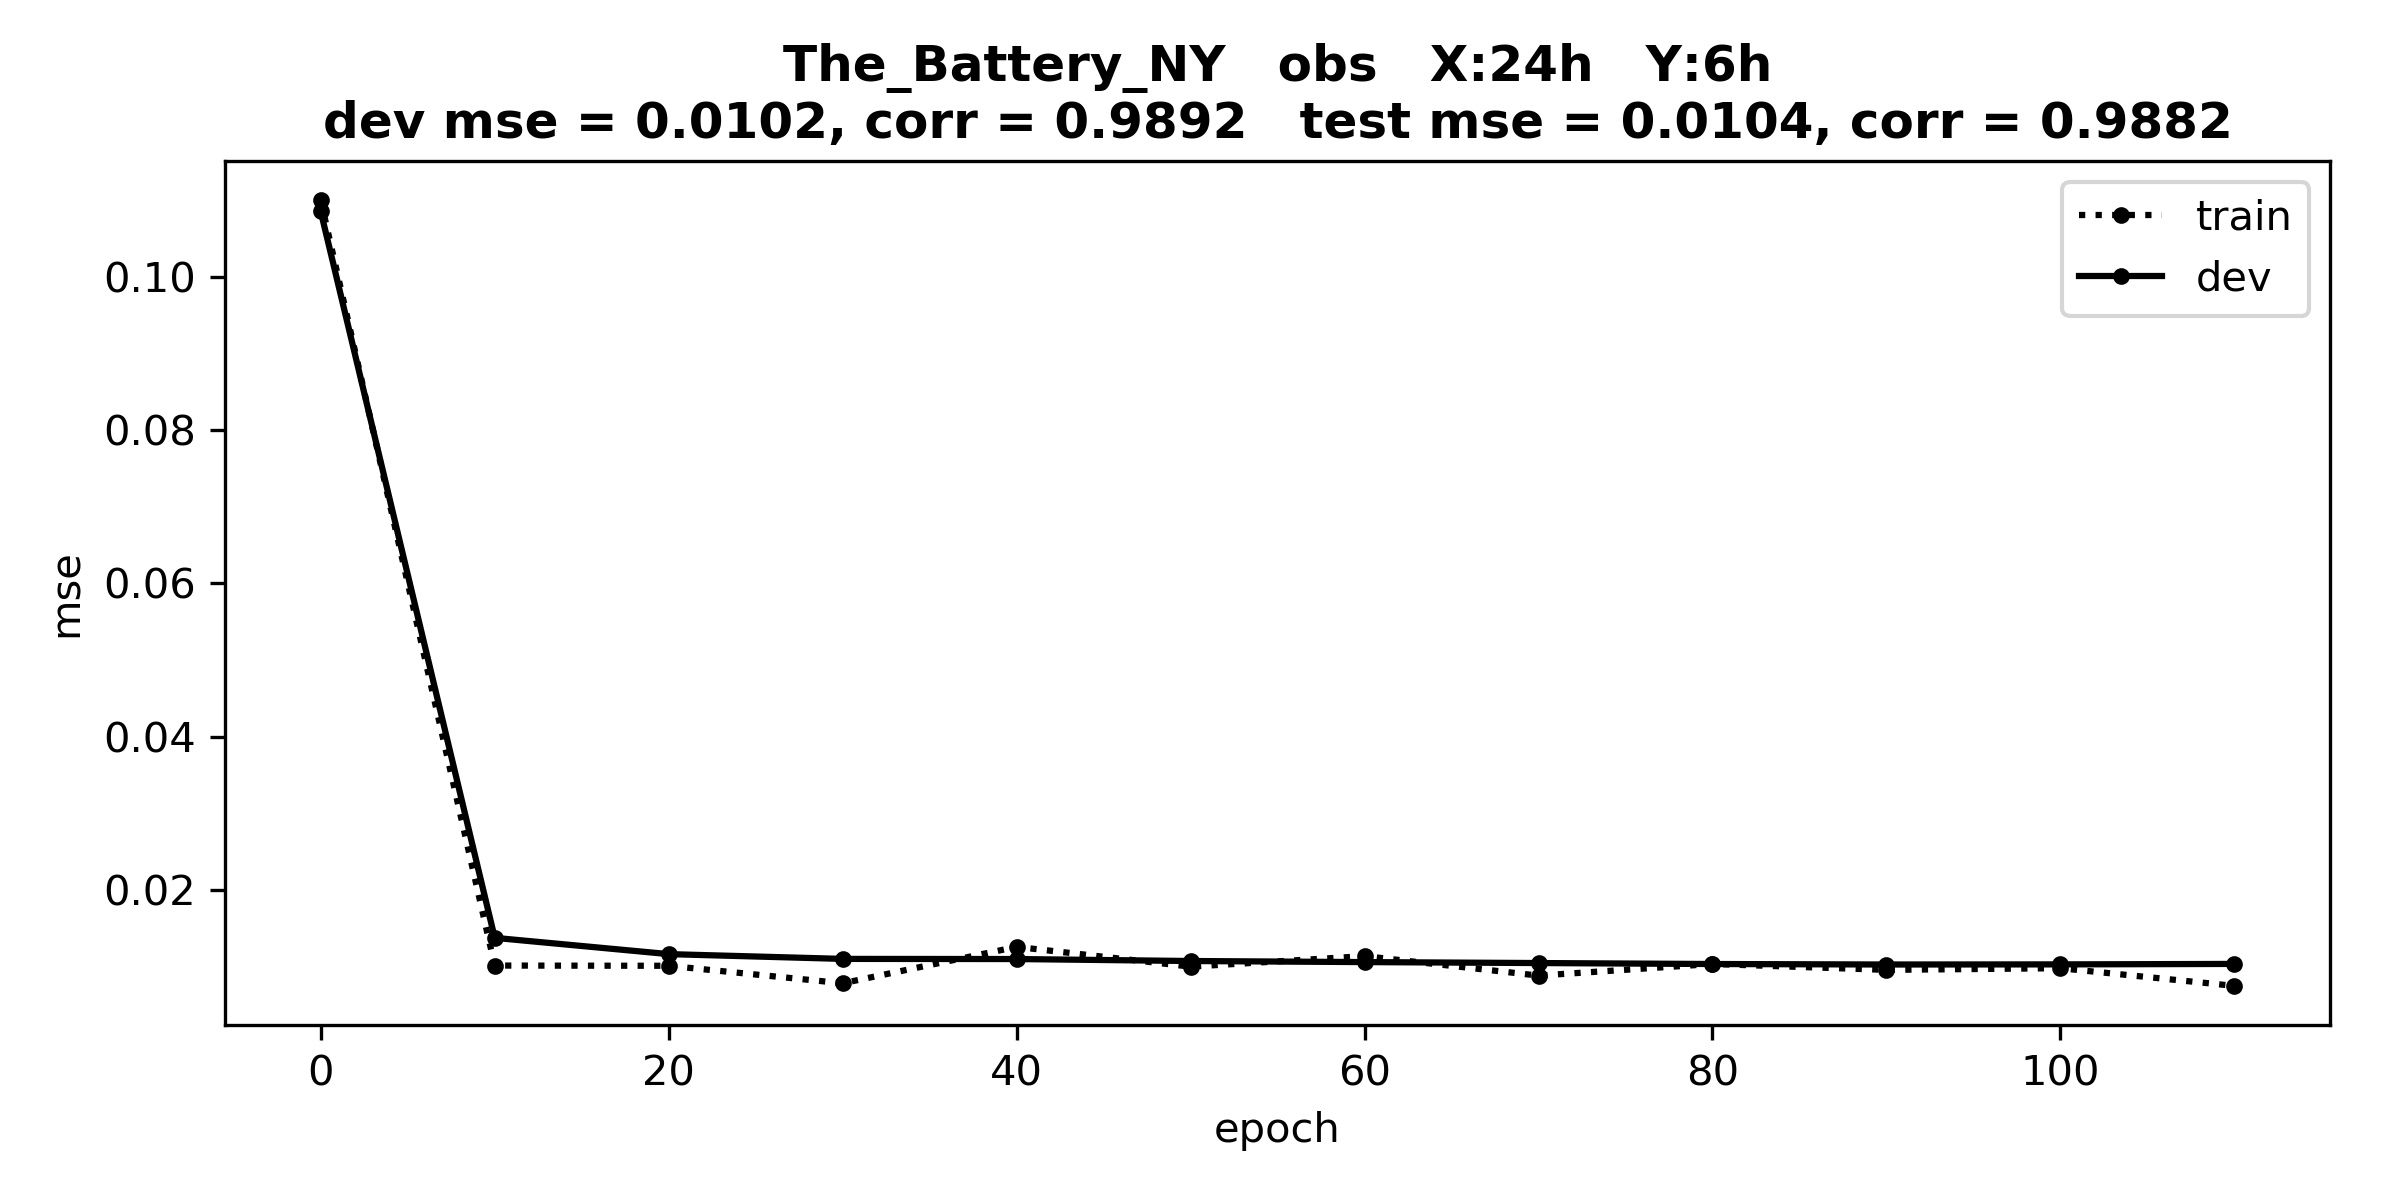 The_Battery_NY   obs   X:24h   Y:6h
dev mse = 0.0102, corr = 0.9892   test mse = 0.0104, corr = 0.9882
train
dev
0.10
0.08
0.06
0.04
0.02
mse
0
20
40
60
80
100
epoch